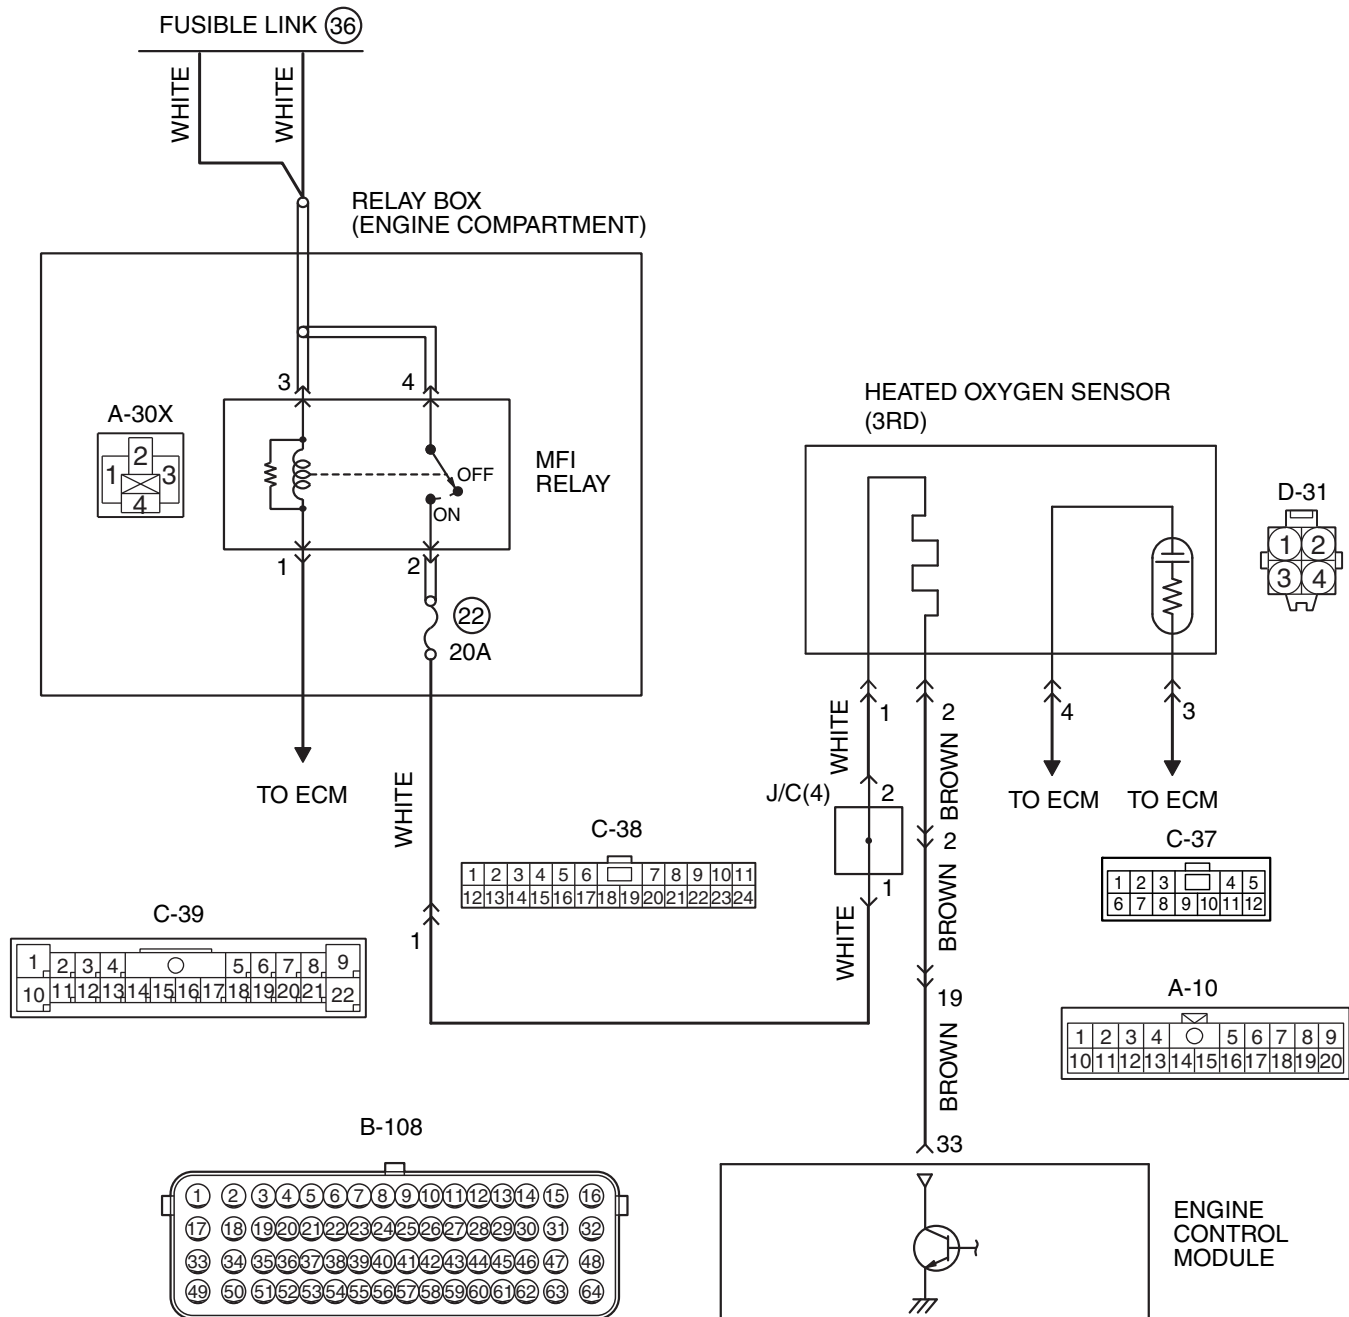 FUSIBLE LINK 36
WHITE
WHITE
RELAY BOX
(ENGINE COMPARTMENT)
3
4
A-30X
2
1 3
4
OFF
ON
MFI
RELAY
1
2
22
20A
TO ECM
WHITE
HEATED OXYGEN SENSOR
(3RD)
D-31
1 2
3 4
1
2
4
3
WHITE
BROWN
TO ECM
TO ECM
J/C(4)
2
2
1
WHITE
BROWN
C-38
1 2 3 4 5 6 7 8 9 10 11
12 13 14 15 16 17 18 19 20 21 22 23 24
C-37
1 2 3 4 5
6 7 8 9 10 11 12
C-39
1 2 3 4 5 6 7 8 9
10 11 12 13 14 15 16 17 18 19 20 21 22
1
19
BROWN
A-10
1 2 3 4 5 6 7 8 9
10 11 12 13 14 15 16 17 18 19 20
33
B-108
1 2 3 4 5 6 7 8 9 10 11 12 13 14 15 16
17 18 19 20 21 22 23 24 25 26 27 28 29 30 31 32
33 34 35 36 37 38 39 40 41 42 43 44 45 46 47 48
49 50 51 52 53 54 55 56 57 58 59 60 61 62 63 64
ENGINE
CONTROL
MODULE